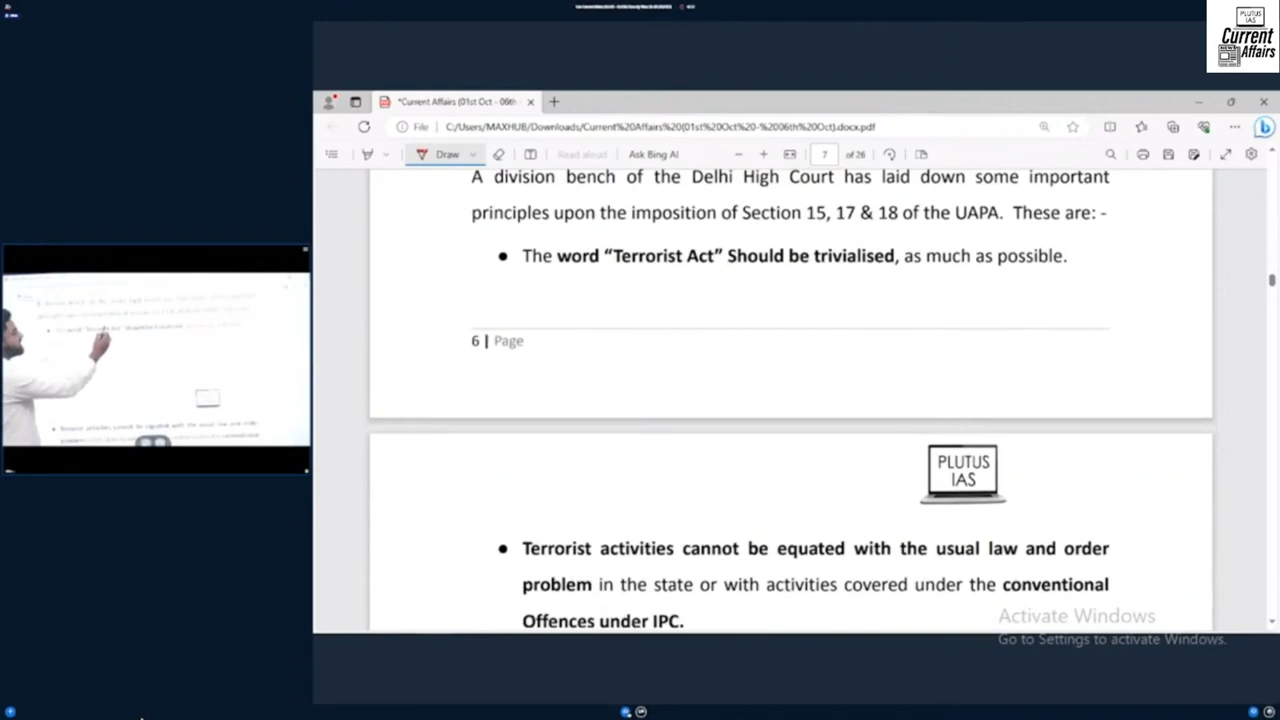 PLUTUS
IAS
Current
NEWS
Affairs
*Current Affairs (01st Oct - 06th
File C:/Users/MAXHUB/Downloads/Current%20Affairs%20(01st%20Oct%20-%2006th%20Oct).docx.pdf
Draw Read aloud Ask Bing AI 7 of 26
A division bench of the Delhi High Court has laid down some important
principles upon the imposition of Section 15, 17 & 18 of the UAPA. These are: -
● The word “Terrorist Act” Should be trivialised, as much as possible.
6 | Page
PLUTUS
IAS
● Terrorist activities cannot be equated with the usual law and order
problem in the state or with activities covered under the conventional
Offences under IPC.
Activate Windows
Go to Settings to activate Windows.